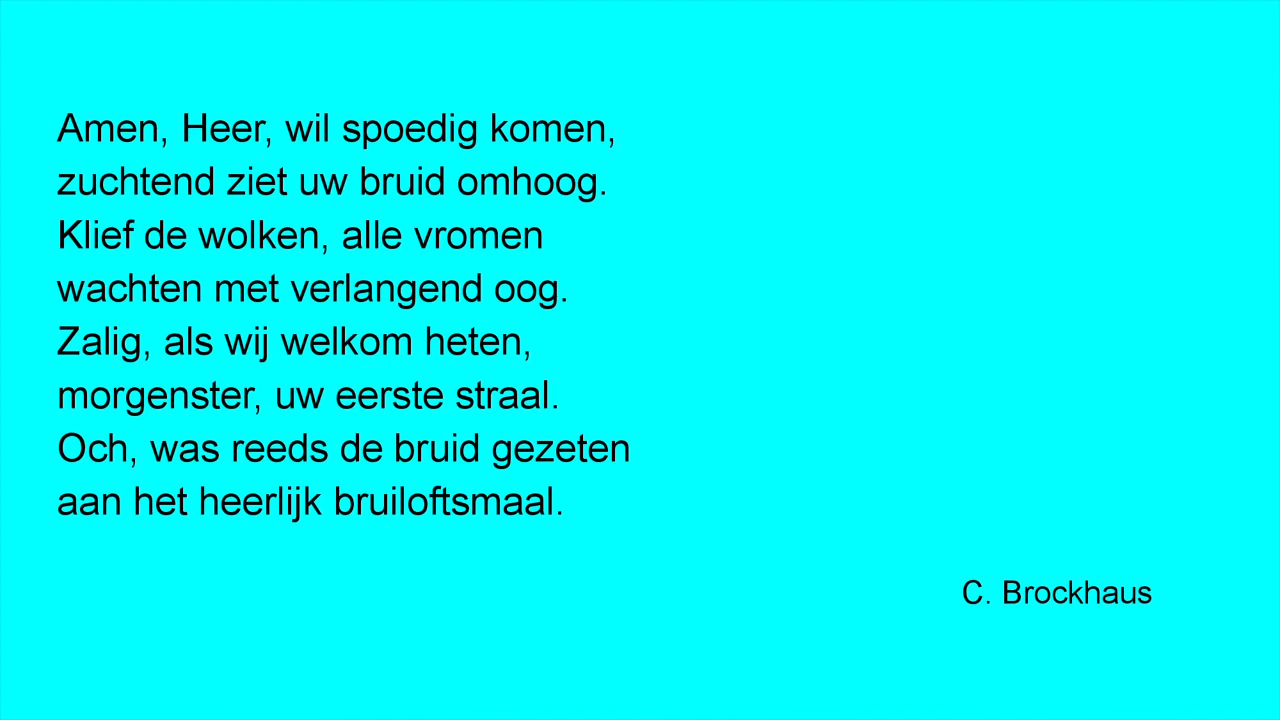 Amen, Heer, wil spoedig komen,
zuchtend ziet uw bruid omhoog.
Klief de wolken, alle vromen
wachten met verlangend oog.
Zalig, als wij welkom heten,
morgenster, uw eerste straal.
Och, was reeds de bruid gezeten
aan het heerlijk bruiloftsmaal.
C. Brockhaus